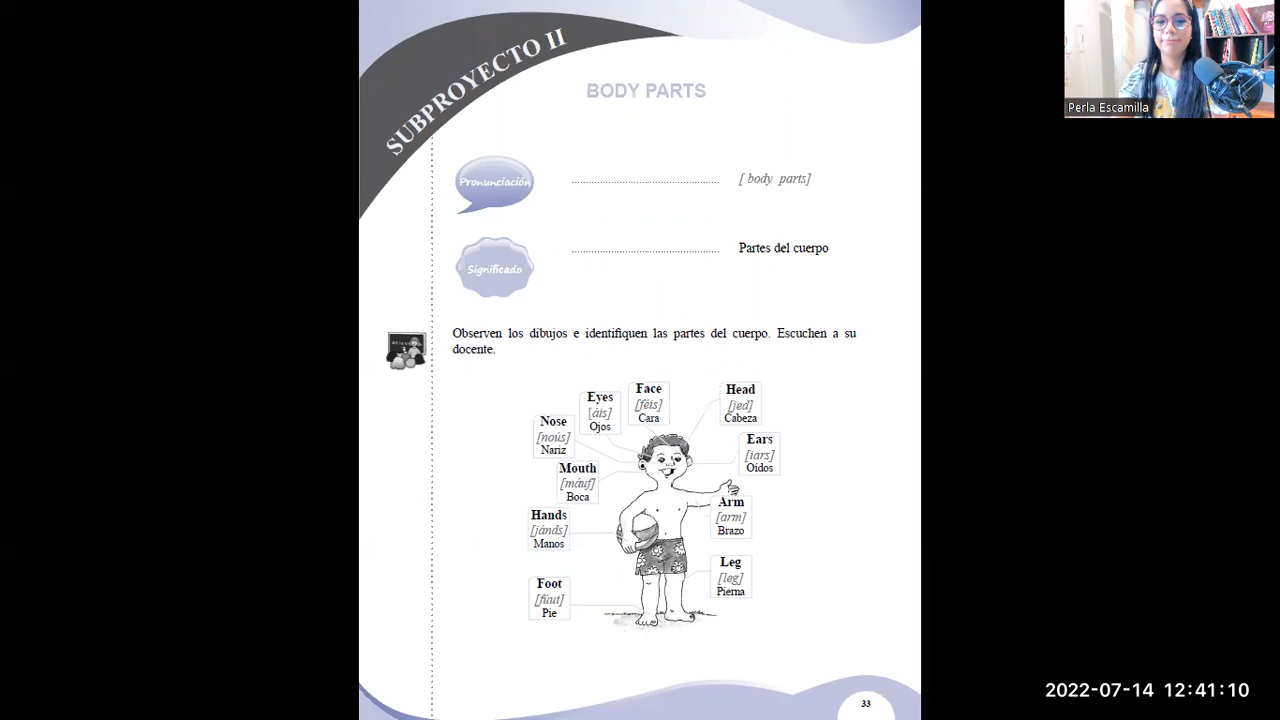 SUBPROYECTO II
BODY PARTS
Pronunciación
[ body parts]
Significado
Partes del cuerpo
Observen los dibujos e identifiquen las partes del cuerpo. Escuchen a su
docente.
Face
[féis]
Cara
Head
[jed]
Cabeza
Eyes
[áis]
Ojos
Nose
[noús]
Nariz
Ears
[iars]
Oídos
Mouth
[máuf]
Boca
Arm
[arm]
Brazo
Hands
[jánds]
Manos
Leg
[leg]
Pierna
Foot
[fúut]
Pie
33
Perla Escamilla
2022-07-14 12:41:10